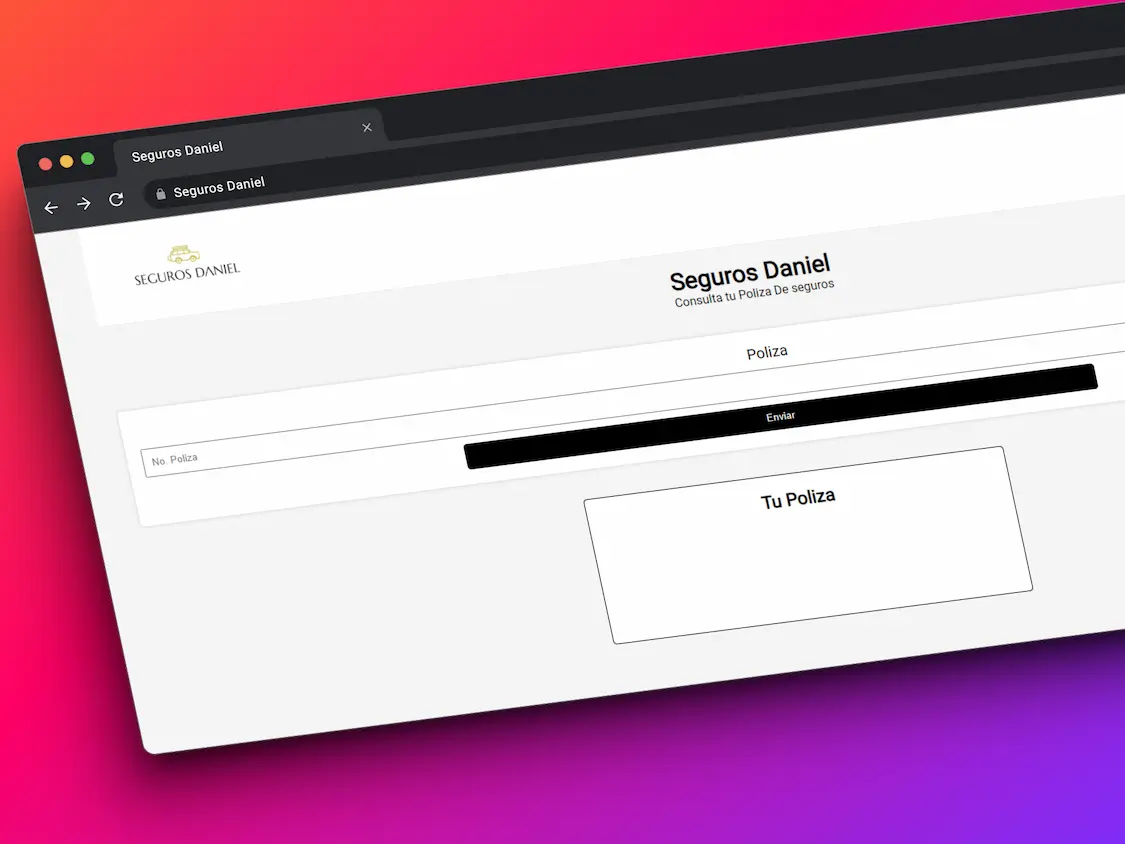 Seguros Daniel
Seguros Daniel
SEGUROS DANIEL
Seguros Daniel
Consulta tu Poliza De seguros
Poliza
No. Poliza
Enviar
Tu Poliza